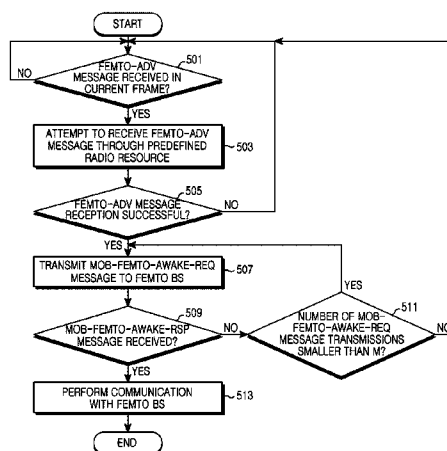 START
501
FEMTO-ADV
MESSAGE RECEIVED IN
CURRENT FRAME?
NO
YES
ATTEMPT TO RECEIVE FEMTO-ADV
MESSAGE THROUGH PREDEFINED
RADIO RESOURCE
503
505
FEMTO-ADV MESSAGE
RECEPTION SUCCESSFUL?
NO
YES
TRANSMIT MOB-FEMTO-AWAKE-REQ
MESSAGE TO FEMTO BS
507
YES
509
MOB-FEMTO-AWAKE-RSP
MESSAGE RECEIVED?
NO
511
NUMBER OF MOB-
FEMTO-AWAKE-REQ
MESSAGE TRANSMISSIONS
SMALLER THAN M?
NO
YES
PERFORM COMMUNICATION
WITH FEMTO BS
513
END